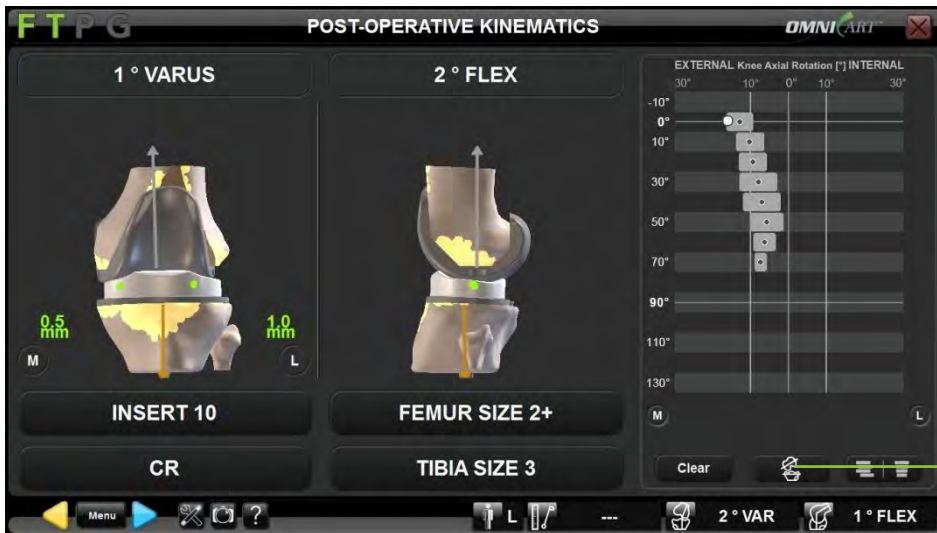 F T P G
POST-OPERATIVE KINEMATICS
OMNI ART
1 ° VARUS
2 ° FLEX
EXTERNAL Knee Axial Rotation [°] INTERNAL
30° 10° 0° 10° 30°
-10°
0°
10°
30°
50°
70°
90°
110°
130°
0.5
mm
1.0
mm
M
L
M
L
INSERT 10
FEMUR SIZE 2+
CR
TIBIA SIZE 3
Clear
Menu
?
L
---
2 ° VAR
1 ° FLEX